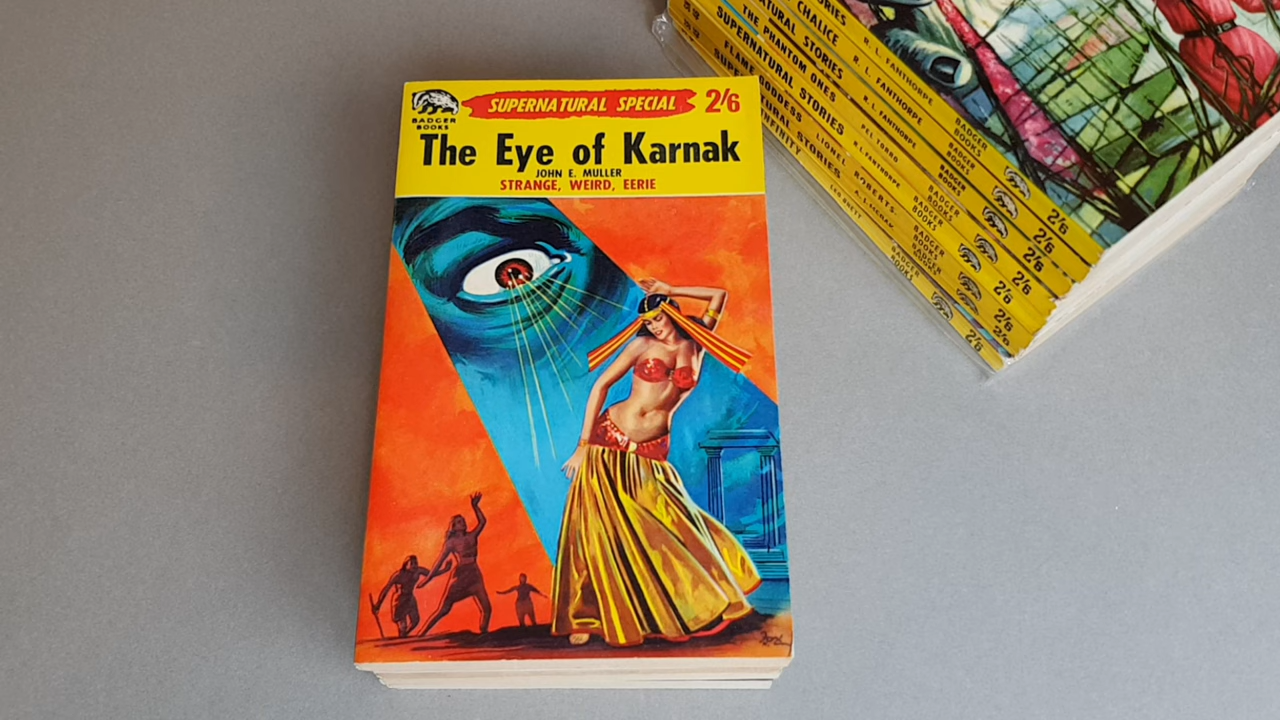 SUPERNATURAL SPECIAL
2/6
BADGER
BOOKS
The Eye of Karnak
JOHN E. MULLER
STRANGE, WEIRD, EERIE
CHALICE R. L. FANTHORPE BADGER BOOKS 2/6
STORIES R. L. FANTHORPE BADGER BOOKS 2/6
THE PHANTOM ONES R. L. FANTHORPE BADGER BOOKS 2/6
SUPERNATURAL STORIES PEL TORRO BADGER BOOKS 2/6
FLAME GODDESS R. L. FANTHORPE BADGER BOOKS 2/6
STORIES LIONEL ROBERTS BADGER BOOKS 2/6
INFINITY LEO BRETT BADGER BOOKS 2/6